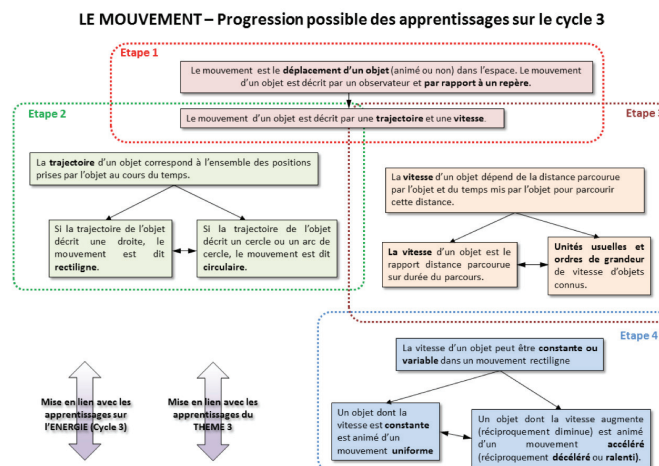 LE MOUVEMENT – Progression possible des apprentissages sur le cycle 3
Etape 1
Le mouvement est le déplacement d'un objet (animé ou non) dans l'espace. Le mouvement
d'un objet est décrit par un observateur et par rapport à un repère.
Etape 2
Le mouvement d'un objet est décrit par une trajectoire et une vitesse.
Etape
La trajectoire d'un objet correspond à l'ensemble des positions
prises par l'objet au cours du temps.
Si la trajectoire de l'objet
décrit une droite, le
mouvement est dit
rectiligne.
Si la trajectoire de l'objet
décrit un cercle ou un arc de
cercle, le mouvement est dit
circulaire.
La vitesse d'un objet dépend de la distance parcourue
par l'objet et du temps mis par l'objet pour parcourir
cette distance.
La vitesse d'un objet est le
rapport distance parcourue
sur durée du parcours.
Unités usuelles et
ordres de grandeur
de vitesse d'objets
connus.
Etape 4
La vitesse d'un objet peut être constante ou
variable dans un mouvement rectiligne
Un objet dont la
vitesse est constante
est animé d'un
mouvement uniforme
Un objet dont la vitesse augmente
(réciproquement diminue) est animé
d'un mouvement accéléré
(réciproquement décéléré ou ralenti).
Mise en lien avec les
apprentissages sur
l'ENERGIE (Cycle 3)
Mise en lien avec les
apprentissages du
THEME 3